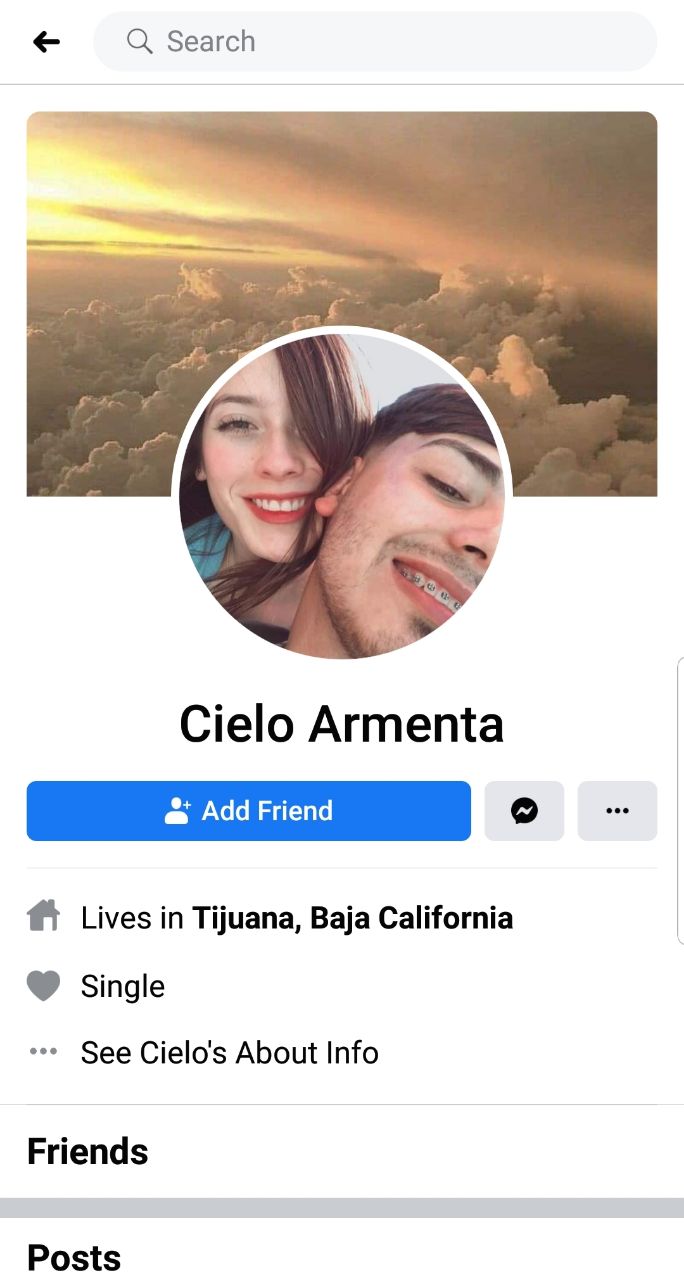 Search
Cielo Armenta
Add Friend
Lives in Tijuana, Baja California
Single
See Cielo's About Info
Friends
Posts